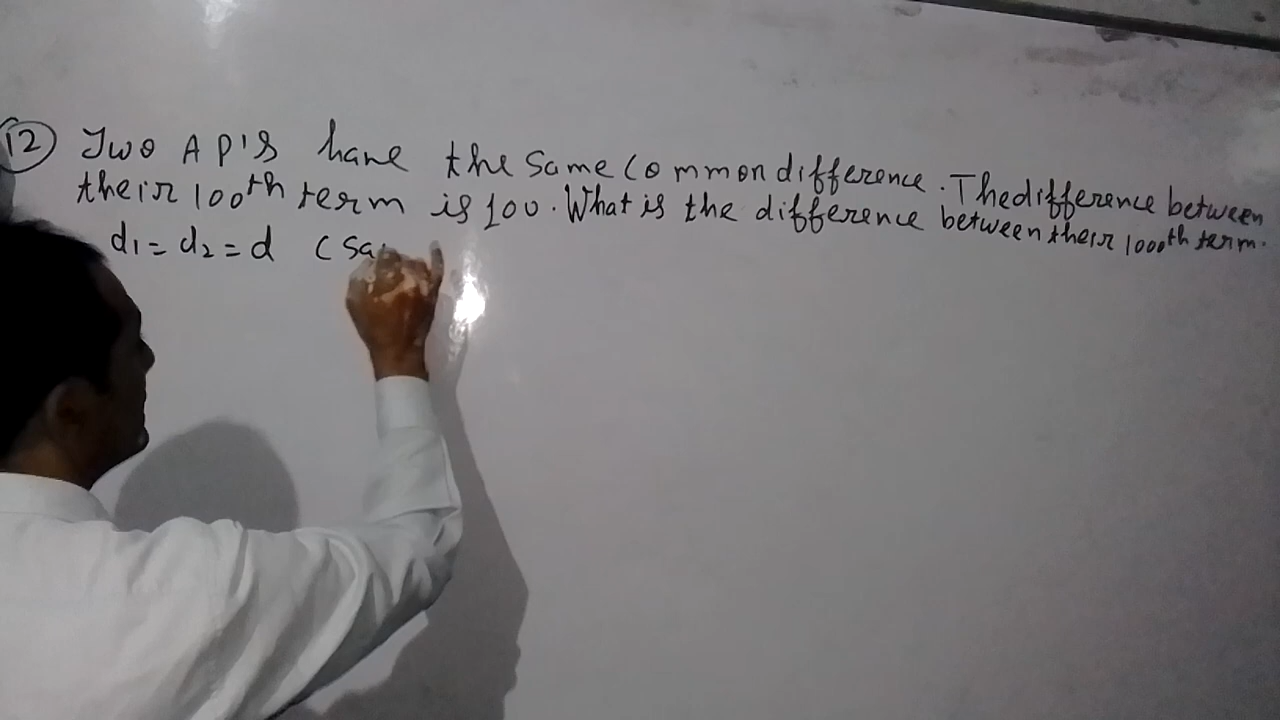 12 Two AP's have the Same Common difference. The difference between
their 100th term is 100. What is the difference between their 1000th term.
d1 = d2 = d (Sa